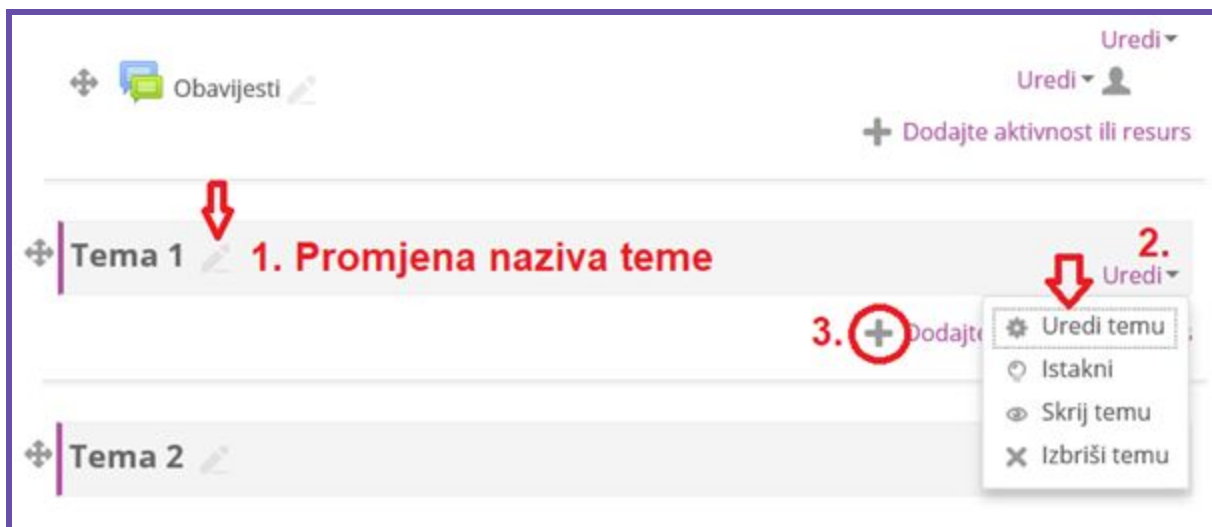 Uredi
Obavijesti
Uredi
Dodajte aktivnost ili resurs
Tema 1
1. Promjena naziva teme
2.
Uredi
3.
Uredi temu
Istakni
Skrij temu
Izbriši temu
Tema 2